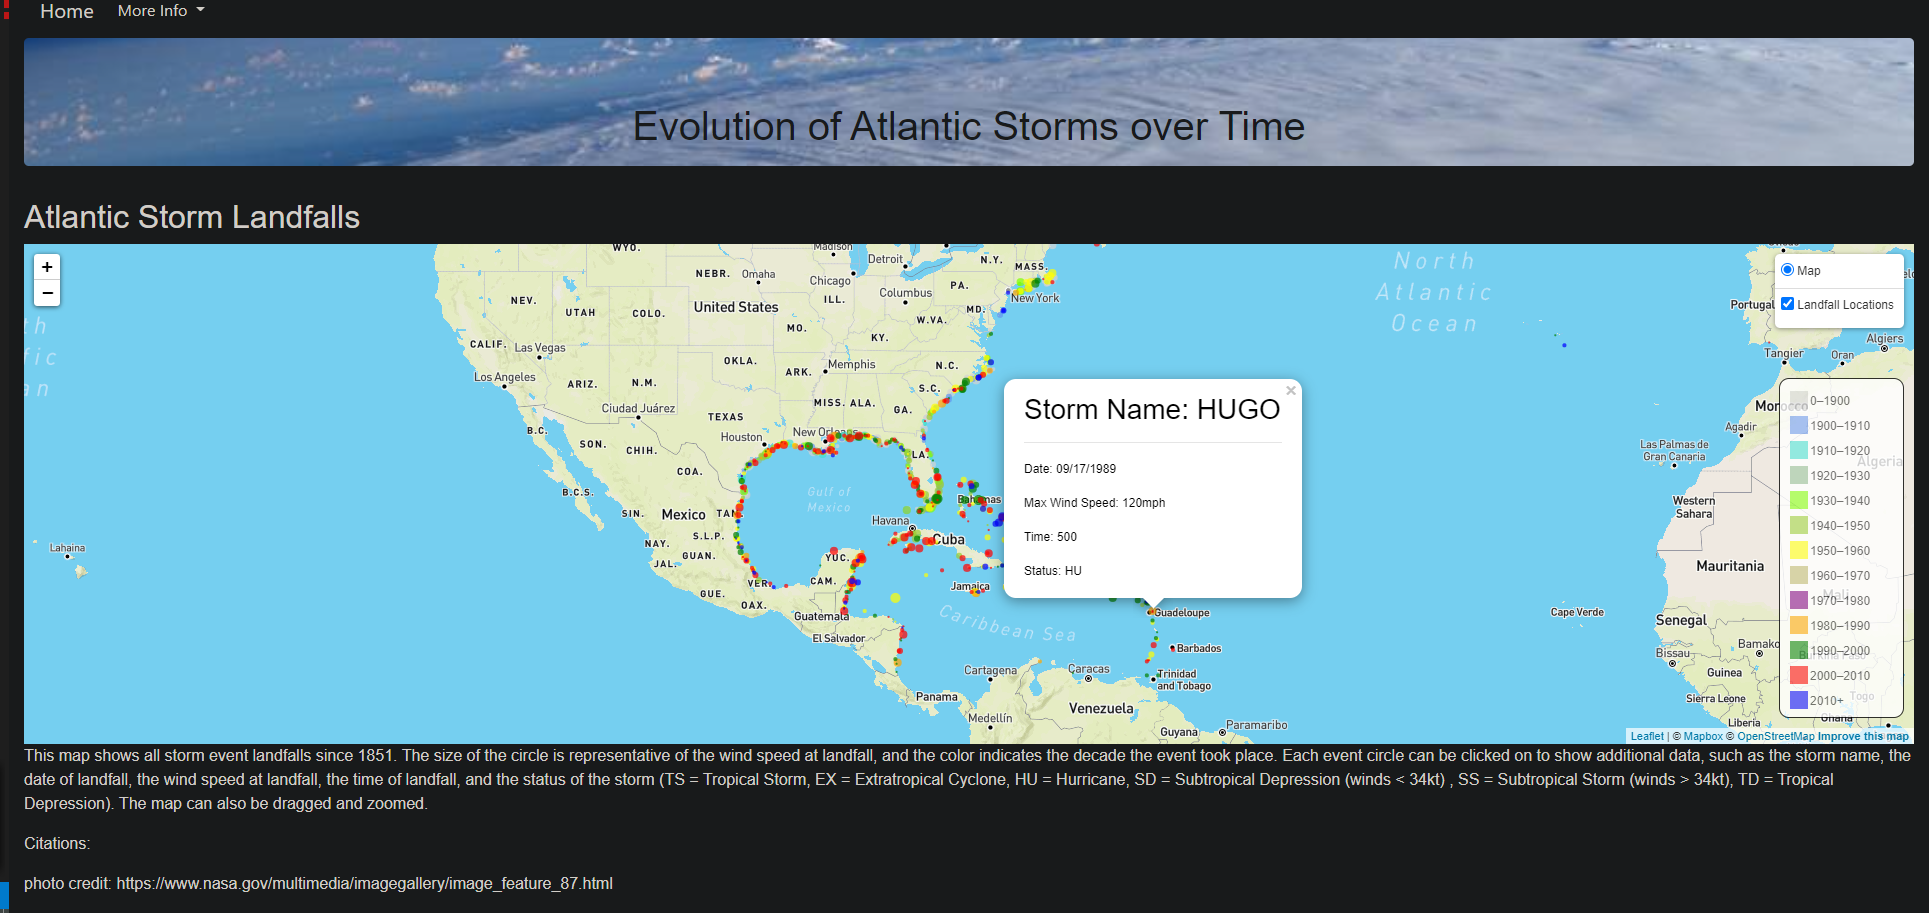 Home More Info
Evolution of Atlantic Storms over Time
Atlantic Storm Landfalls
+
−
WYO.
Madison
Detroit
N.Y.
MASS.
NEBR.
Omaha
Chicago
PA.
New York
NEV.
United States
ILL.
Columbus
MD.
UTAH
COLO.
MO.
W.VA.
KY.
CALIF.
Las Vegas
OKLA.
ARK.
Memphis
N.C.
Los Angeles
ARIZ.
N.M.
S.C.
Ciudad Juárez
TEXAS
MISS.
ALA.
GA.
B.C.
SON.
CHIH.
Houston
New Orleans
LA.
COA.
B.C.S.
Gulf of
Mexico
Bahamas
SIN.
Mexico
TAM.
Havana
Cuba
NAY.
S.L.P.
GUAN.
JAL.
YUC.
Lahaina
GUE.
VER.
CAM.
OAX.
Jamaica
Guatemala
El Salvador
Caribbean Sea
Guadeloupe
Barbados
Cartagena
Caracas
Trinidad
and Tobago
Panama
Medellín
Venezuela
Guyana
Paramaribo
North
Atlantic
Ocean
Storm Name: HUGO
×
Date: 09/17/1989
Max Wind Speed: 120mph
Time: 500
Status: HU
Map
Landfall Locations
Portugal
Tangier
Oran
Algiers
Morocco
Agadir
Las Palmas de
Gran Canaria
Algeria
Western
Sahara
Mauritania
Mali
Cape Verde
Senegal
Bissau
Bamako
Burkina Faso
Guinea
Sierra Leone
Togo
Liberia
Ghana
0–1900
1900–1910
1910–1920
1920–1930
1930–1940
1940–1950
1950–1960
1960–1970
1970–1980
1980–1990
1990–2000
2000–2010
2010+
Leaflet | © Mapbox © OpenStreetMap Improve this map
This map shows all storm event landfalls since 1851. The size of the circle is representative of the wind speed at landfall, and the color indicates the decade the event took place. Each event circle can be clicked on to show additional data, such as the storm name, the
date of landfall, the wind speed at landfall, the time of landfall, and the status of the storm (TS = Tropical Storm, EX = Extratropical Cyclone, HU = Hurricane, SD = Subtropical Depression (winds < 34kt) , SS = Subtropical Storm (winds > 34kt), TD = Tropical
Depression). The map can also be dragged and zoomed.
Citations:
photo credit: https://www.nasa.gov/multimedia/imagegallery/image_feature_87.html